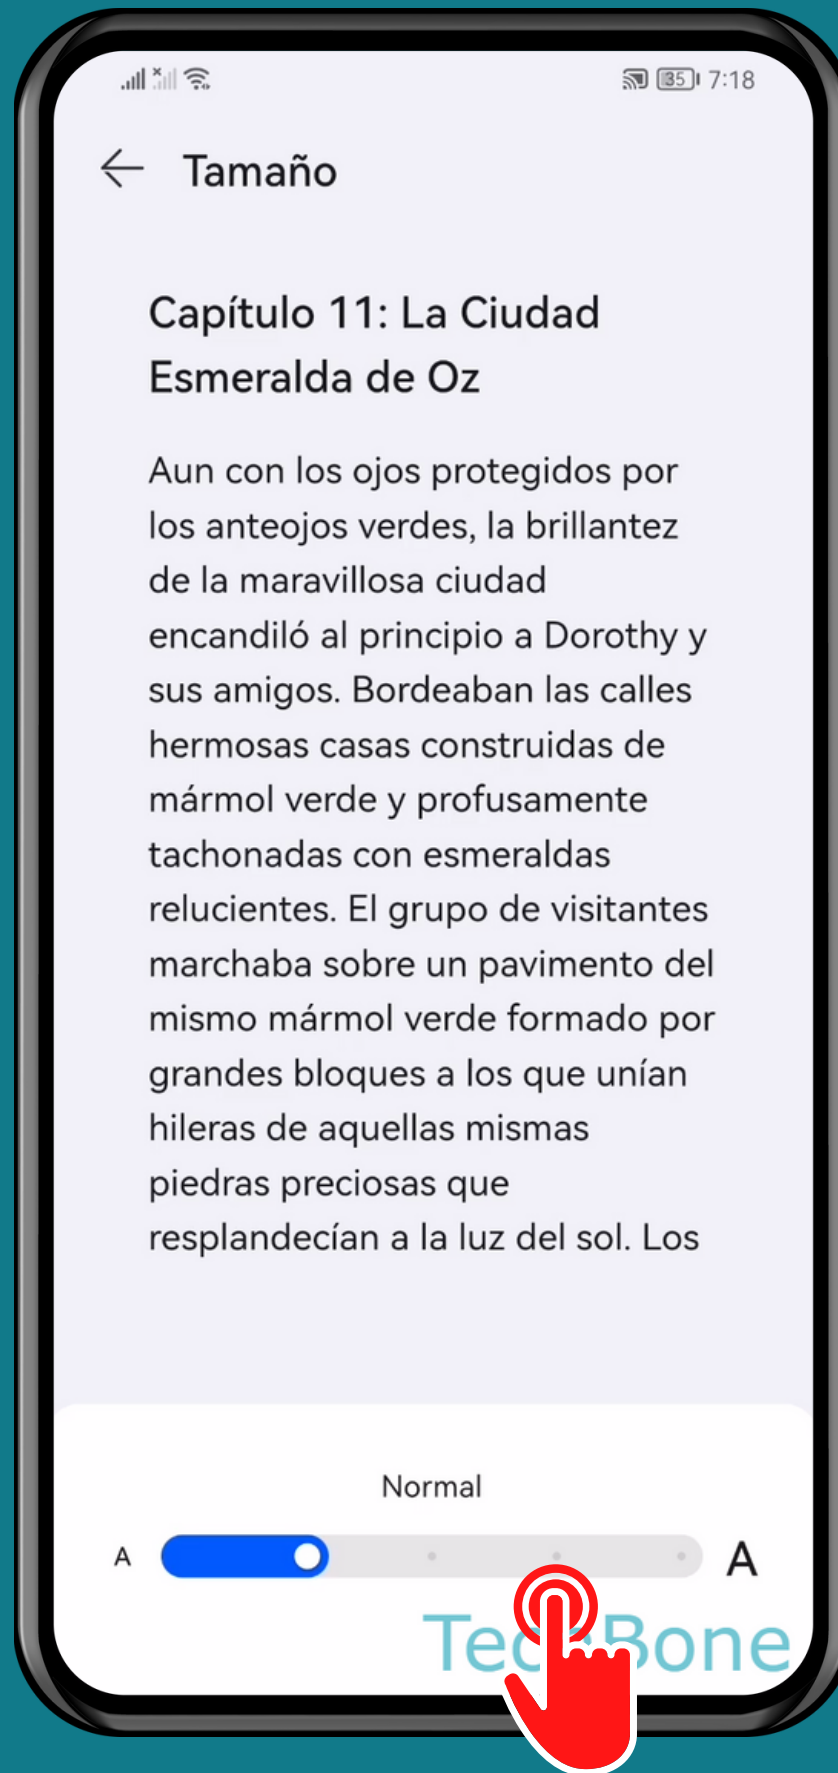 35 7:18
Tamaño
Capítulo 11: La Ciudad
Esmeralda de Oz
Aun con los ojos protegidos por
los anteojos verdes, la brillantez
de la maravillosa ciudad
encandiló al principio a Dorothy y
sus amigos. Bordeaban las calles
hermosas casas construidas de
mármol verde y profusamente
tachonadas con esmeraldas
relucientes. El grupo de visitantes
marchaba sobre un pavimento del
mismo mármol verde formado por
grandes bloques a los que unían
hileras de aquellas mismas
piedras preciosas que
resplandecían a la luz del sol. Los
Normal
A A